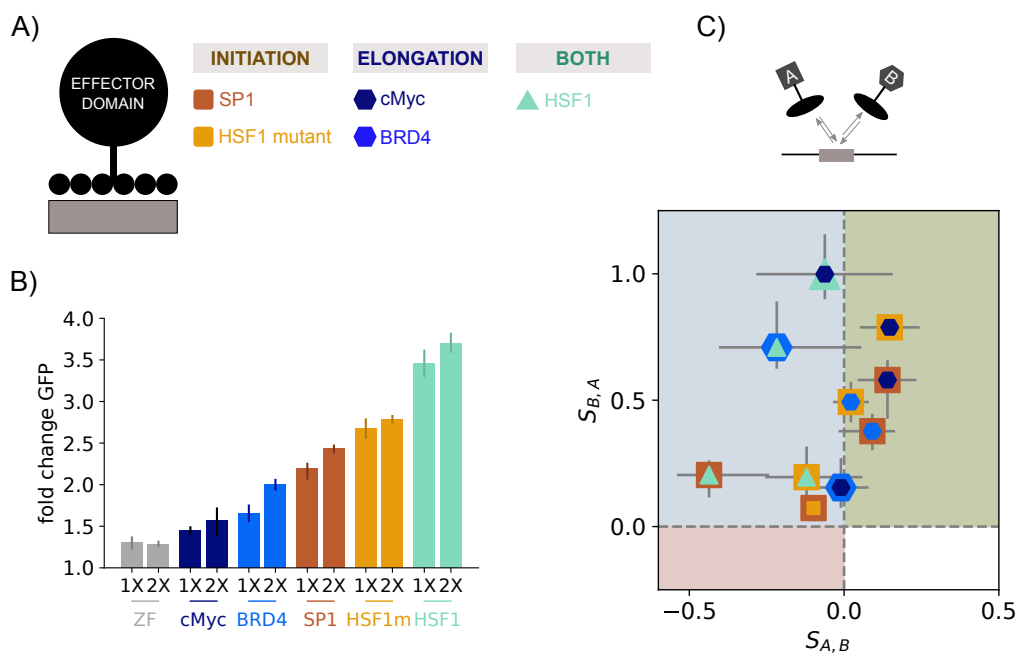 A)
EFFECTOR
DOMAIN
INITIATION
SP1
HSF1 mutant
ELONGATION
cMyc
BRD4
BOTH
HSF1
B)
fold change GFP
4.0
3.5
3.0
2.5
2.0
1.5
1.0
1X 2X 1X 2X 1X 2X 1X 2X 1X 2X 1X 2X
ZF cMyc BRD4 SP1 HSF1m HSF1
C)
A B
S_{B,A}
1.0
0.5
0.0
−0.5 0.0 0.5
S_{A,B}